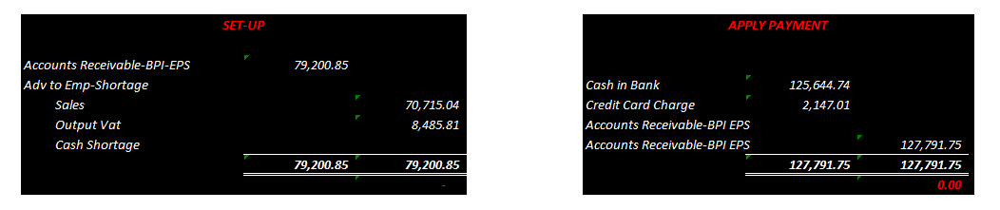 SET-UP
Accounts Receivable-BPI-EPS 79,200.85
Adv to Emp-Shortage
Sales 70,715.04
Output Vat 8,485.81
Cash Shortage
79,200.85 79,200.85
-
APPLY PAYMENT
Cash in Bank 125,644.74
Credit Card Charge 2,147.01
Accounts Receivable-BPI EPS
Accounts Receivable-BPI EPS 127,791.75
127,791.75 127,791.75
0.00